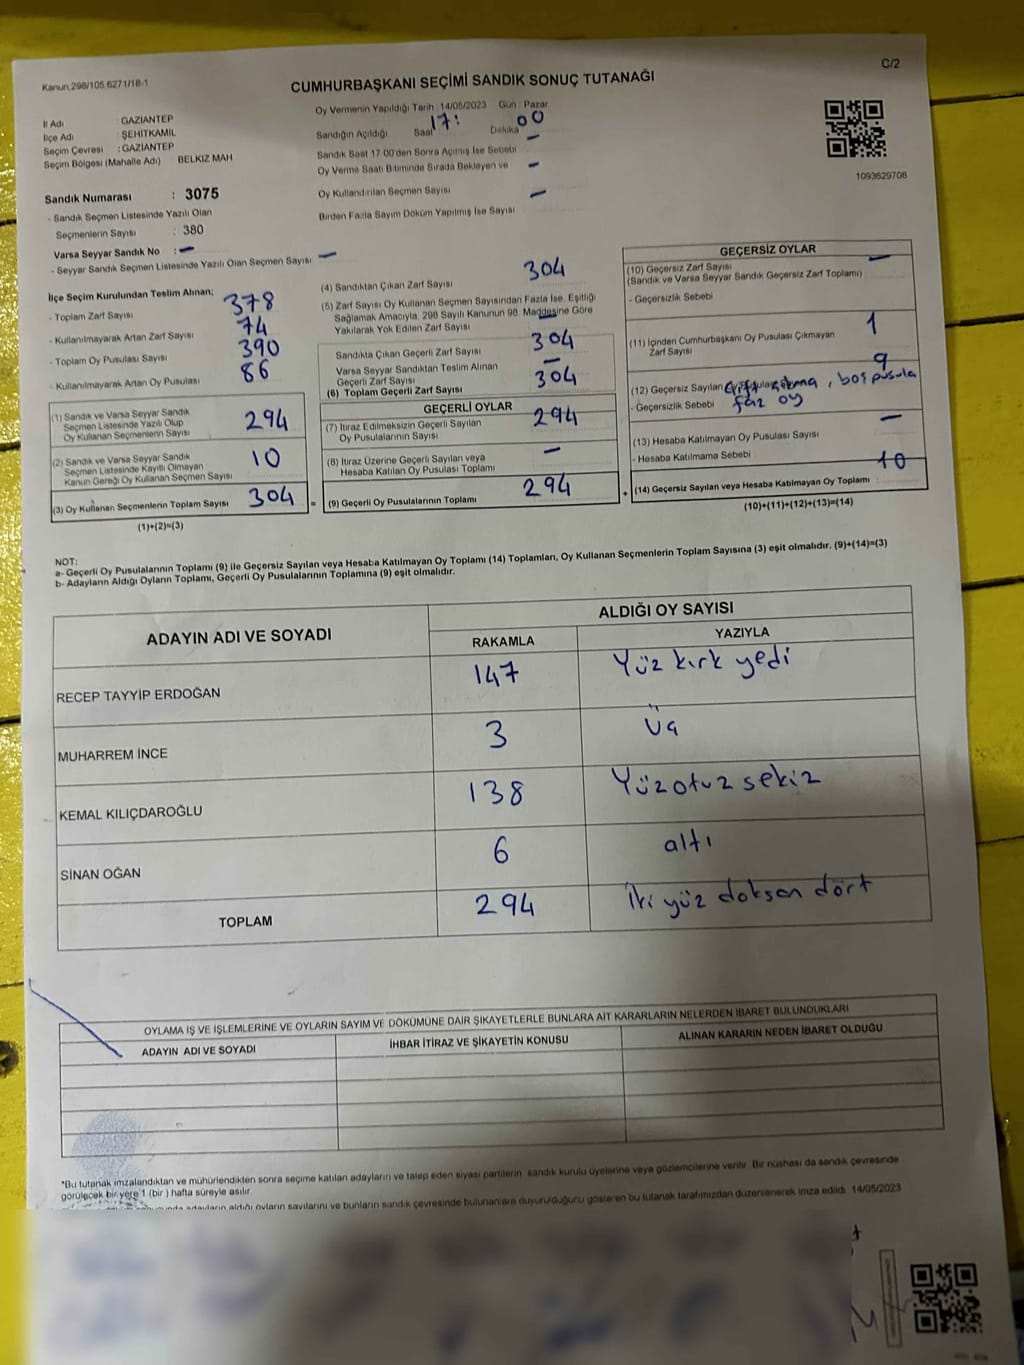 Kanun;298/105.6271/18-1
C/2
CUMHURBAŞKANI SEÇİMİ SANDIK SONUÇ TUTANAĞI
İl Adı : GAZİANTEP
İlçe Adı : ŞEHİTKAMİL
Seçim Çevresi : GAZİANTEP
Seçim Bölgesi (Mahalle Adı) BELKIZ MAH
Sandık Numarası : 3075
- Sandık Seçmen Listesinde Yazılı Olan
Seçmenlerin Sayısı : 380
Varsa Seyyar Sandık No : -
- Seyyar Sandık Seçmen Listesinde Yazılı Olan Seçmen Sayısı -
Oy Vermenin Yapıldığı Tarih : 14/05/2023 Gün : Pazar
Sandığın Açıldığı Saat 17: Dakika 00
Sandık Saat 17.00'den Sonra Açılmış İse Sebebi -
Oy Verme Saati Bitiminde Sırada Bekleyen ve -
Oy Kullandırılan Seçmen Sayısı
Birden Fazla Sayım Döküm Yapılmış İse Sayısı -
1093629708
İlçe Seçim Kurulundan Teslim Alınan;
- Toplam Zarf Sayısı 378
- Kullanılmayarak Artan Zarf Sayısı 74
- Toplam Oy Pusulası Sayısı 390
- Kullanılmayarak Artan Oy Pusulası 86
(1) Sandık ve Varsa Seyyar Sandık
Seçmen Listesinde Yazılı Olup
Oy Kullanan Seçmenlerin Sayısı 294
(2) Sandık ve Varsa Seyyar Sandık
Seçmen Listesinde Kayıtlı Olmayan
Kanun Gereği Oy Kullanan Seçmen Sayısı 10
(3) Oy Kullanan Seçmenlerin Toplam Sayısı 304
(1)+(2)=(3)
(4) Sandıktan Çıkan Zarf Sayısı 304
(5) Zarf Sayısı Oy Kullanan Seçmen Sayısından Fazla İse, Eşitliği
Sağlamak Amacıyla, 298 Sayılı Kanunun 98. Maddesine Göre
Yakılarak Yok Edilen Zarf Sayısı -
Sandıkta Çıkan Geçerli Zarf Sayısı 304
Varsa Seyyar Sandıktan Teslim Alınan
Geçerli Zarf Sayısı -
(6) Toplam Geçerli Zarf Sayısı 304
GEÇERLİ OYLAR
(7) İtiraz Edilmeksizin Geçerli Sayılan
Oy Pusulalarının Sayısı 294
(8) İtiraz Üzerine Geçerli Sayılan veya
Hesaba Katılan Oy Pusulası Toplamı -
(9) Geçerli Oy Pusulalarının Toplamı 294
GEÇERSİZ OYLAR
(10) Geçersiz Zarf Sayısı -
(Sandık ve Varsa Seyyar Sandık Geçersiz Zarf Toplamı)
- Geçersizlik Sebebi
(11) İçinden Cumhurbaşkanı Oy Pusulası Çıkmayan
Zarf Sayısı 1
(12) Geçersiz Sayılan 9
- Geçersizlik Sebebi , boş pusula
oy
(13) Hesaba Katılmayan Oy Pusulası Sayısı -
- Hesaba Katılmama Sebebi
(14) Geçersiz Sayılan veya Hesaba Katılmayan Oy Toplamı 10
(10)+(11)+(12)+(13)=(14)
NOT:
a- Geçerli Oy Pusulalarının Toplamı (9) ile Geçersiz Sayılan veya Hesaba Katılmayan Oy Toplamı (14) Toplamları, Oy Kullanan Seçmenlerin Toplam Sayısına (3) eşit olmalıdır. (9)+(14)=(3)
b- Adayların Aldığı Oyların Toplamı, Geçerli Oy Pusulalarının Toplamına (9) eşit olmalıdır.
ADAYIN ADI VE SOYADI ALDIĞI OY SAYISI
RAKAMLA YAZIYLA
RECEP TAYYİP ERDOĞAN 147 Yüz kırk yedi
MUHARREM İNCE 3 Üç
KEMAL KILIÇDAROĞLU 138 Yüz otuz sekiz
SİNAN OĞAN 6 altı
TOPLAM 294 İki yüz doksan dört
OYLAMA İŞ VE İŞLEMLERİNE VE OYLARIN SAYIM VE DÖKÜMÜNE DAİR ŞİKAYETLERLE BUNLARA AİT KARARLARIN NELERDEN İBARET BULUNDUKLARI
ADAYIN ADI VE SOYADI İHBAR İTİRAZ VE ŞİKAYETİN KONUSU ALINAN KARARIN NEDEN İBARET OLDUĞU
*Bu tutanak imzalandıktan ve mühürlendikten sonra seçime katılan adayların ve talep eden siyasi partilerin sandık kurulu üyelerine veya gözlemcilerine verilir. Bir nüshası da sandık çevresinde
görülecek bir yere 1 (bir) hafta süreyle asılır.
adayların aldığı oyların sayılarını ve bunların sandık çevresinde bulunanlara duyurulduğunu gösteren bu tutanak tarafımızdan düzenlenerek imza edildi. 14/05/2023